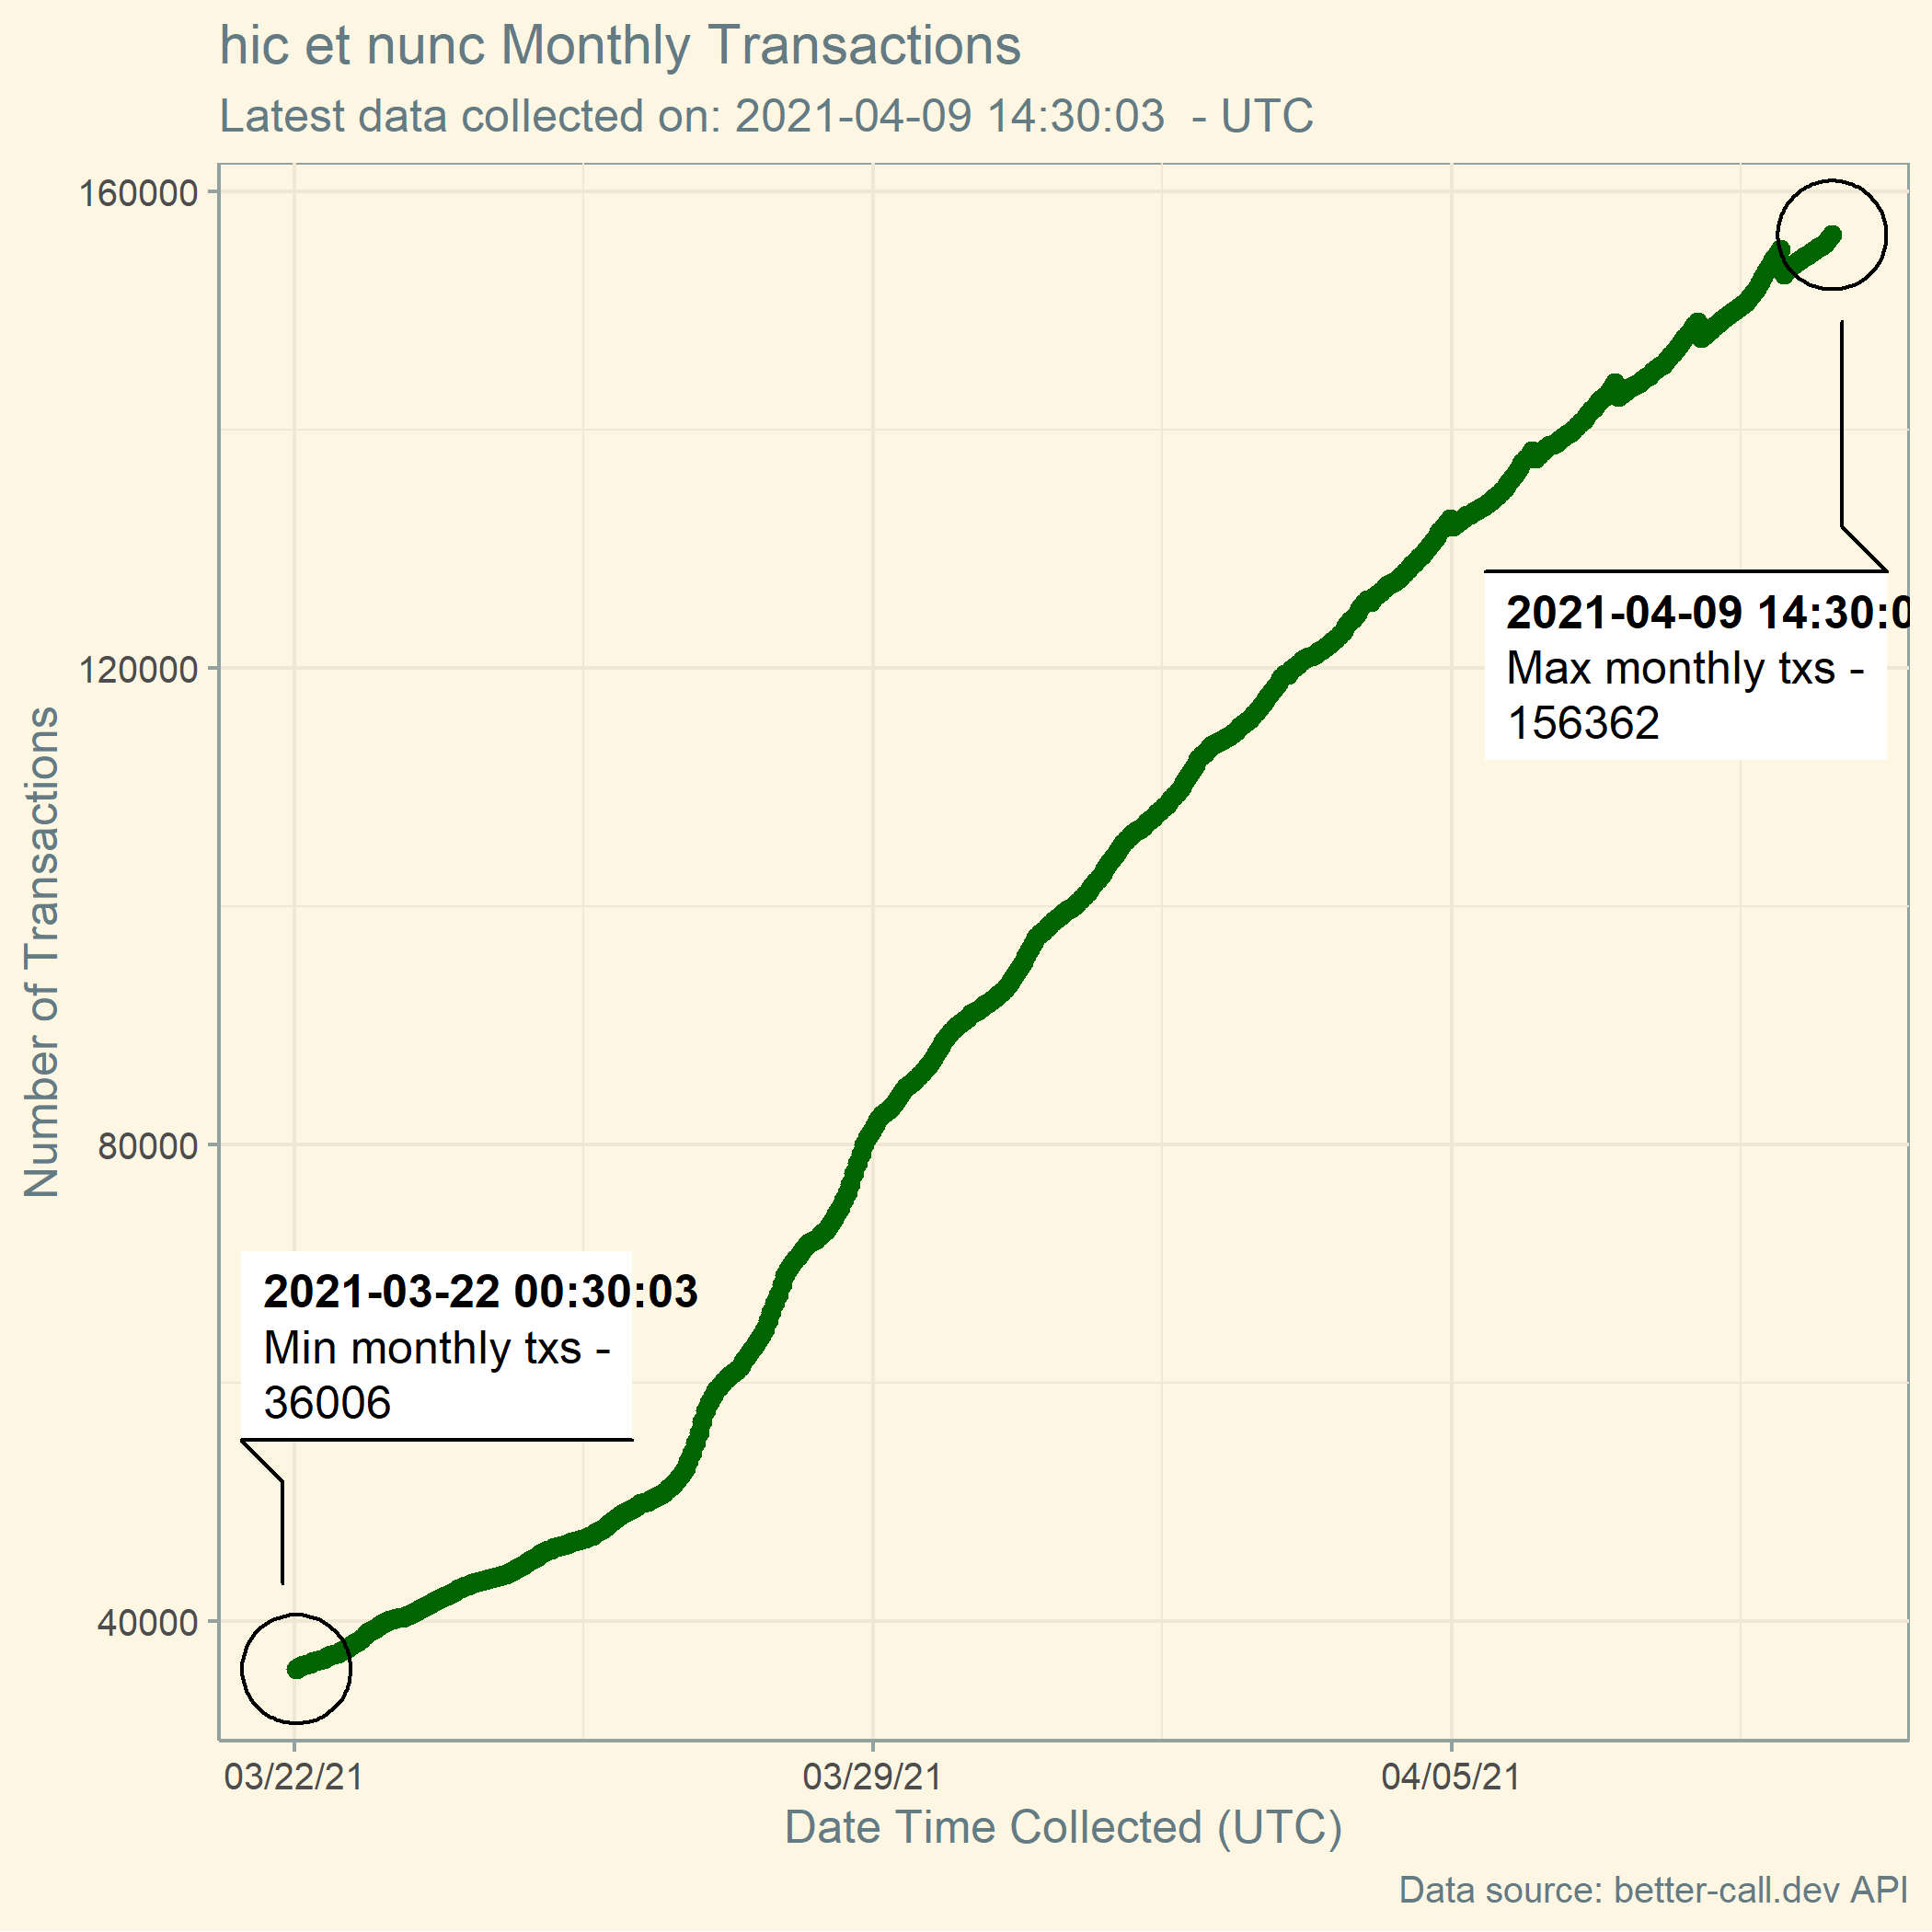 hic et nunc Monthly Transactions
Latest data collected on: 2021-04-09 14:30:03  - UTC
160000
120000
80000
40000
Number of Transactions
2021-04-09 14:30:0
Max monthly txs -
156362
2021-03-22 00:30:03
Min monthly txs -
36006
03/22/21
03/29/21
04/05/21
Date Time Collected (UTC)
Data source: better-call.dev API